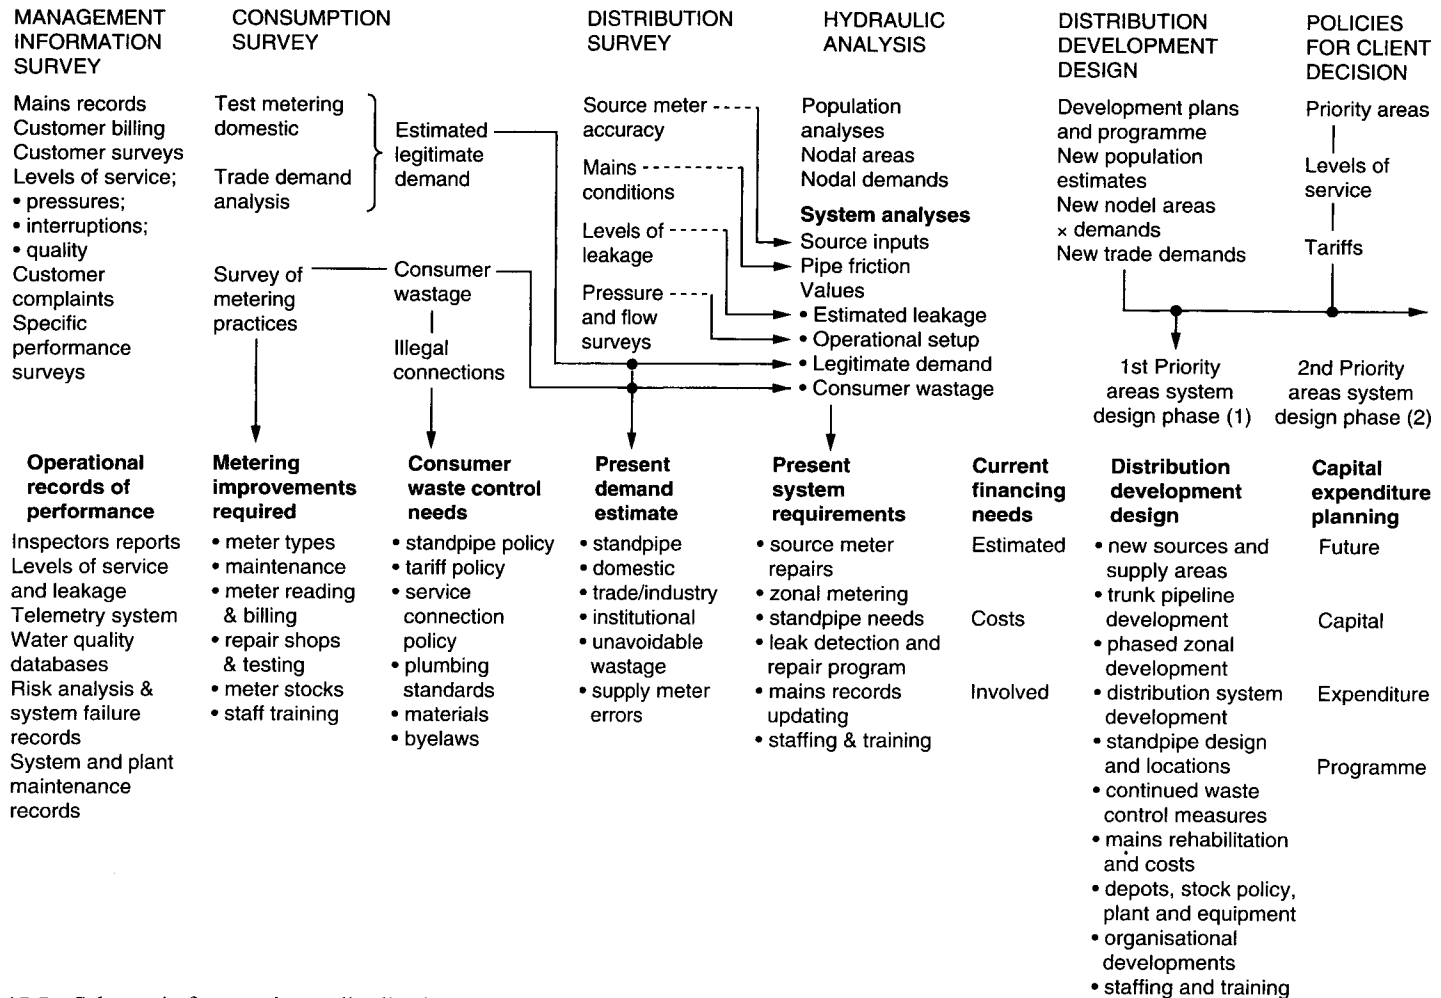 MANAGEMENT
INFORMATION
SURVEY
Mains records
Customer billing
Customer surveys
Levels of service;
• pressures;
• interruptions;
• quality
Customer
complaints
Specific
performance
surveys
CONSUMPTION
SURVEY
Test metering
domestic
Trade demand
analysis
Survey of
metering
practices
Estimated
legitimate
demand
Consumer
wastage
Illegal
connections
DISTRIBUTION
SURVEY
Source meter
accuracy
Mains
conditions
Levels of
leakage
Pressure
and flow
surveys
HYDRAULIC
ANALYSIS
Population
analyses
Nodal areas
Nodal demands
System analyses
Source inputs
Pipe friction
Values
• Estimated leakage
• Operational setup
• Legitimate demand
• Consumer wastage
DISTRIBUTION
DEVELOPMENT
DESIGN
Development plans
and programme
New population
estimates
New nodel areas
× demands
New trade demands
1st Priority
areas system
design phase (1)
POLICIES
FOR CLIENT
DECISION
Priority areas
Levels of
service
Tariffs
2nd Priority
areas system
design phase (2)
Operational
records of
performance
Inspectors reports
Levels of service
and leakage
Telemetry system
Water quality
databases
Risk analysis &
system failure
records
System and plant
maintenance
records
Metering
improvements
required
• meter types
• maintenance
• meter reading
& billing
• repair shops
& testing
• meter stocks
• staff training
Consumer
waste control
needs
• standpipe policy
• tariff policy
• service
connection
policy
• plumbing
standards
• materials
• byelaws
Present
demand
estimate
• standpipe
• domestic
• trade/industry
• institutional
• unavoidable
wastage
• supply meter
errors
Present
system
requirements
• source meter
repairs
• zonal metering
• standpipe needs
• leak detection and
repair program
• mains records
updating
• staffing & training
Current
financing
needs
Estimated
Costs
Involved
Distribution
development
design
• new sources and
supply areas
• trunk pipeline
development
• phased zonal
development
• distribution system
development
• standpipe design
and locations
• continued waste
control measures
• mains rehabilitation
and costs
• depots, stock policy,
plant and equipment
• organisational
developments
• staffing and training
Capital
expenditure
planning
Future
Capital
Expenditure
Programme